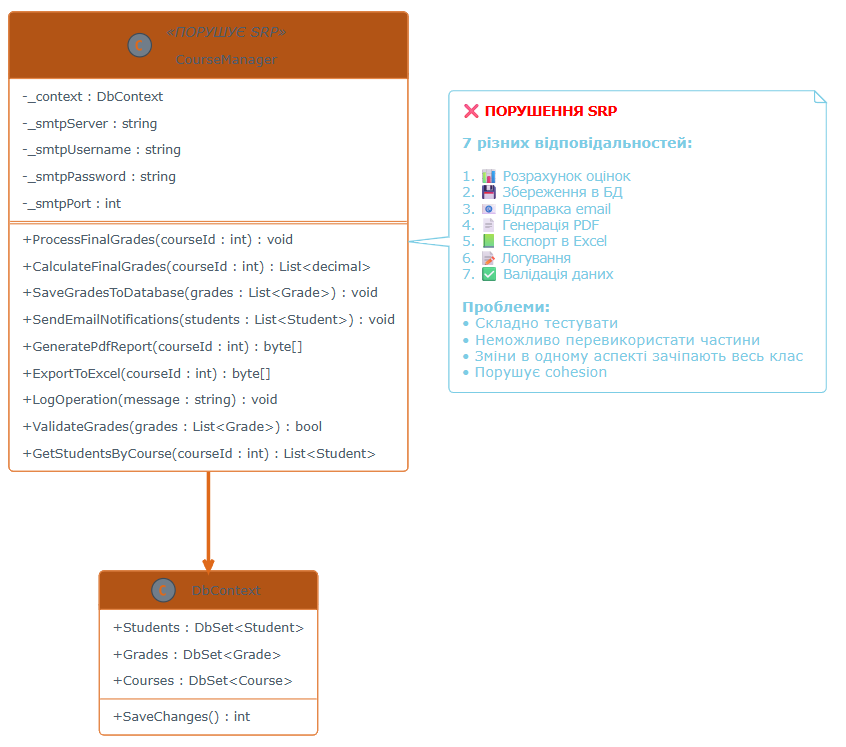 «ПОРУШУЄ SRP»
C
CourseManager
-_context : DbContext
-_smtpServer : string
-_smtpUsername : string
-_smtpPassword : string
-_smtpPort : int
+ProcessFinalGrades(courseId : int) : void
+CalculateFinalGrades(courseId : int) : List<decimal>
+SaveGradesToDatabase(grades : List<Grade>) : void
+SendEmailNotifications(students : List<Student>) : void
+GeneratePdfReport(courseId : int) : byte[]
+ExportToExcel(courseId : int) : byte[]
+LogOperation(message : string) : void
+ValidateGrades(grades : List<Grade>) : bool
+GetStudentsByCourse(courseId : int) : List<Student>
❌ ПОРУШЕННЯ SRP
7 різних відповідальностей:
1. 📊 Розрахунок оцінок
2. 💾 Збереження в БД
3. 📧 Відправка email
4. 📄 Генерація PDF
5. 📗 Експорт в Excel
6. 📝 Логування
7. ✅ Валідація даних
Проблеми:
• Складно тестувати
• Неможливо перевикористати частини
• Зміни в одному аспекті зачіпають весь клас
• Порушує cohesion
C
DbContext
+Students : DbSet<Student>
+Grades : DbSet<Grade>
+Courses : DbSet<Course>
+SaveChanges() : int